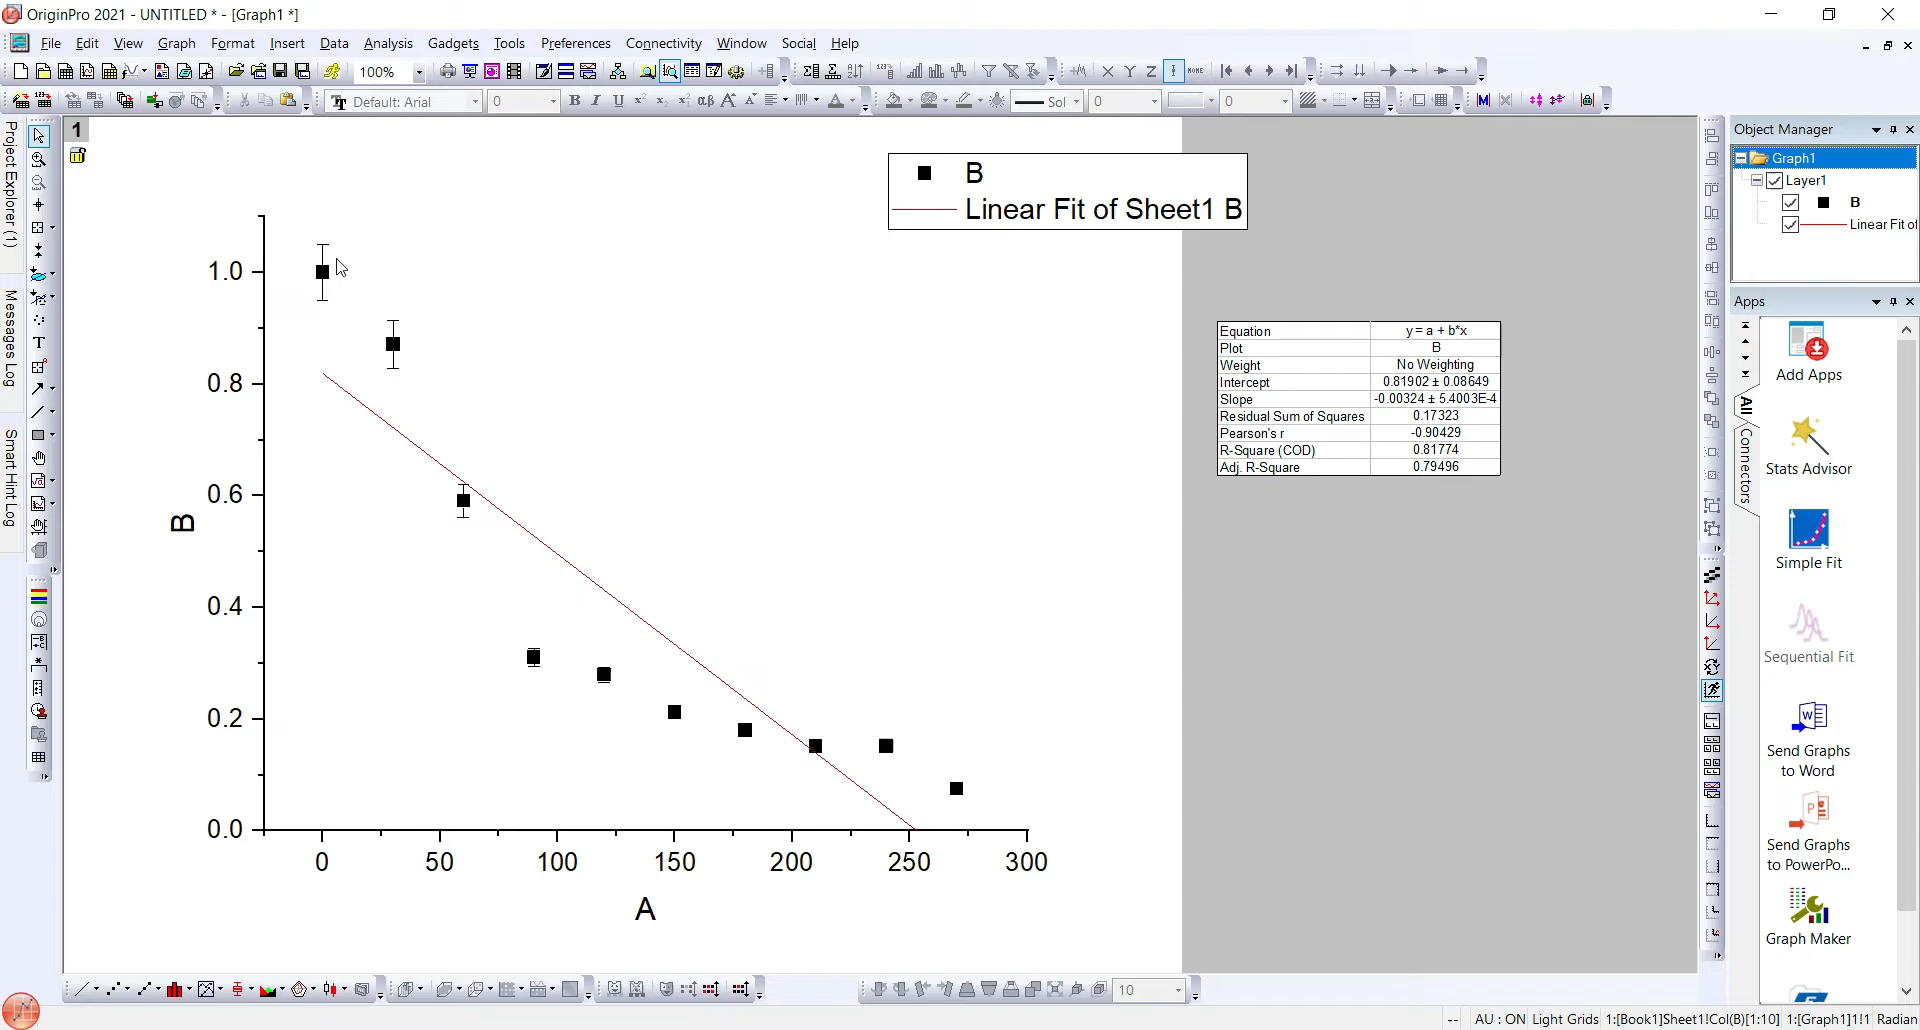 OriginPro 2021 - UNTITLED * - [Graph1 *]
File Edit View Graph Format Insert Data Analysis Gadgets Tools Preferences Connectivity Window Social Help
100%
Default: Arial 0 B I U αβ A A A Sol 0 0
Project Explorer (1)
Messages Log
Smart Hint Log
1
B
Linear Fit of Sheet1 B
1.0
0.8
0.6
0.4
0.2
0.0
B
0 50 100 150 200 250 300
A
Equation y = a + b*x
Plot B
Weight No Weighting
Intercept 0.81902 ± 0.08649
Slope -0.00324 ± 5.4003E-4
Residual Sum of Squares 0.17323
Pearson's r -0.90429
R-Square (COD) 0.81774
Adj. R-Square 0.79496
Object Manager
Graph1
Layer1
B
Linear Fit of
Apps
All
Connectors
Add Apps
Stats Advisor
Simple Fit
Sequential Fit
Send Graphs
to Word
Send Graphs
to PowerPo...
Graph Maker
10
-- AU : ON Light Grids 1:[Book1]Sheet1!Col(B)[1:10] 1:[Graph1]1!1 Radian